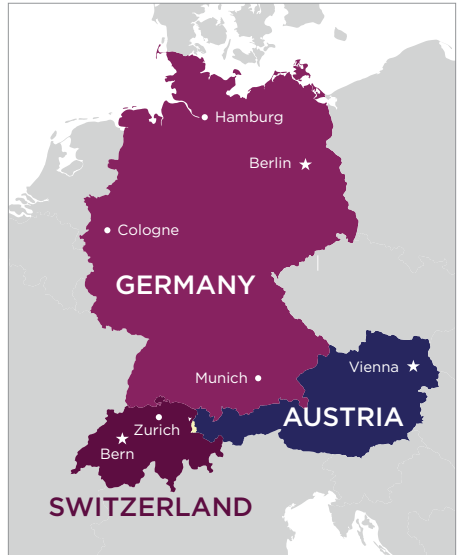 Hamburg
Berlin
Cologne
GERMANY
Munich
Vienna
AUSTRIA
Zurich
Bern
SWITZERLAND